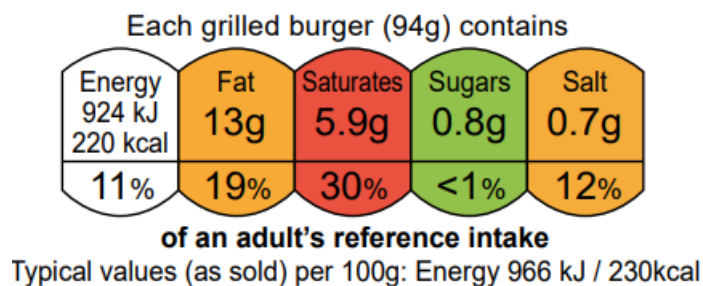 Each grilled burger (94g) contains
Energy Fat Saturates Sugars Salt
924 kJ
220 kcal 13g 5.9g 0.8g 0.7g
11% 19% 30% <1% 12%
of an adult's reference intake
Typical values (as sold) per 100g: Energy 966 kJ / 230kcal